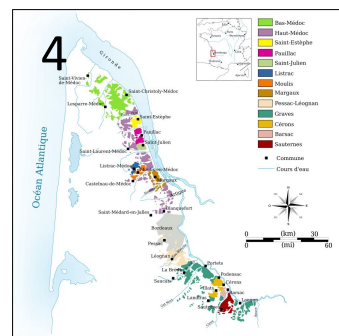 4
Gironde
Océan Atlantique
Saint-Vivien
de-Médoc
Saint-Christoly-Médoc
Lesparre-Médoc
Saint-Estèphe
Pauillac
Saint-Julien
Saint-Laurent-Médoc
Listrac-Médoc
Castelnau-de-Médoc
Margaux
Blanquefort
Saint-Médard-en-Jalles
Bordeaux
Pessac
Léognan
La Brède
Portets
Podensac
Saucats
Cérons
Illats
Barsac
Landiras
Bas-Médoc
Haut-Médoc
Saint-Estèphe
Pauillac
Saint-Julien
Listrac
Moulis
Margaux
Pessac-Léognan
Graves
Cérons
Barsac
Sauternes
Commune
Cours d'eau
0 (km) 30
0 (mi) 60